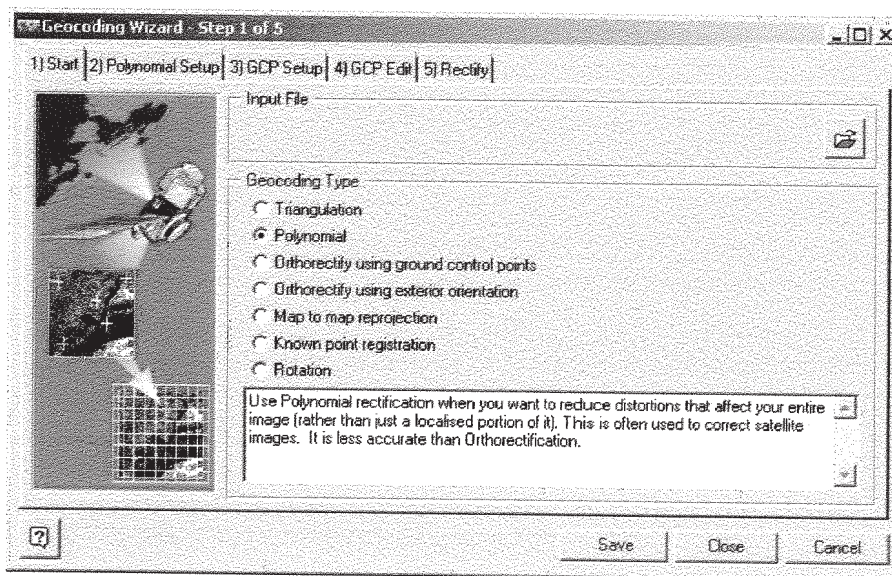 Geocoding Wizard - Step 1 of 5
1) Start 2) Polynomial Setup 3) GCP Setup 4) GCP Edit 5) Rectify
Input File
Geocoding Type
Triangulation
Polynomial
Orthorectify using ground control points
Orthorectify using exterior orientation
Map to map reprojection
Known point registration
Rotation
Use Polynomial rectification when you want to reduce distortions that affect your entire
image (rather than just a localised portion of it). This is often used to correct satellite
images. It is less accurate than Orthorectification.
Save Close Cancel